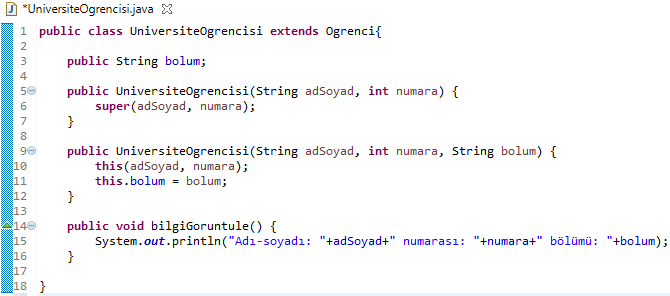 *UniversiteOgrencisi.java
1 public class UniversiteOgrencisi extends Ogrenci{
2
3 public String bolum;
4
5 public UniversiteOgrencisi(String adSoyad, int numara) {
6 super(adSoyad, numara);
7 }
8
9 public UniversiteOgrencisi(String adSoyad, int numara, String bolum) {
10 this(adSoyad, numara);
11 this.bolum = bolum;
12 }
13
14 public void bilgiGoruntule() {
15 System.out.println("Adı-soyadı: "+adSoyad+" numarası: "+numara+" bölümü: "+bolum);
16 }
17
18 }